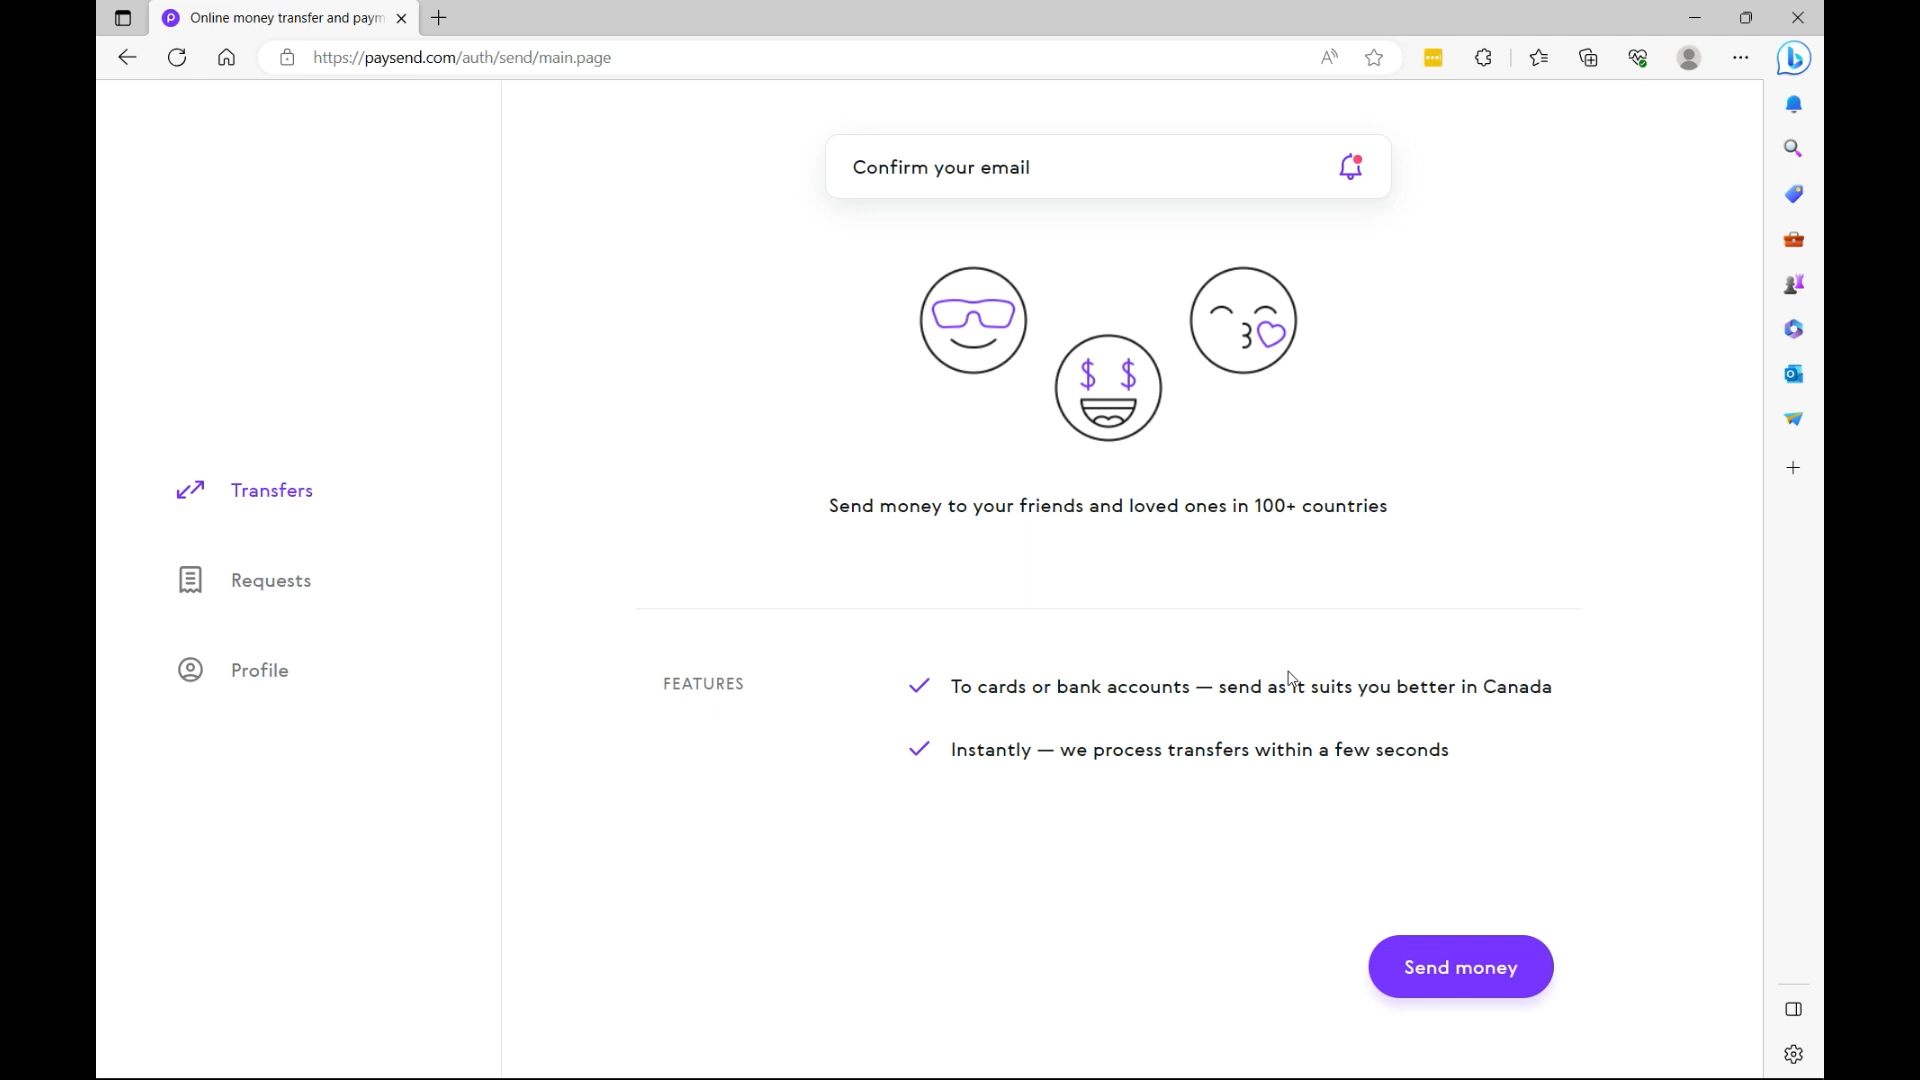 Online money transfer and paym
https://paysend.com/auth/send/main.page
Confirm your email
$ $
Send money to your friends and loved ones in 100+ countries
Transfers
Requests
Profile
FEATURES
To cards or bank accounts — send as it suits you better in Canada
Instantly — we process transfers within a few seconds
Send money